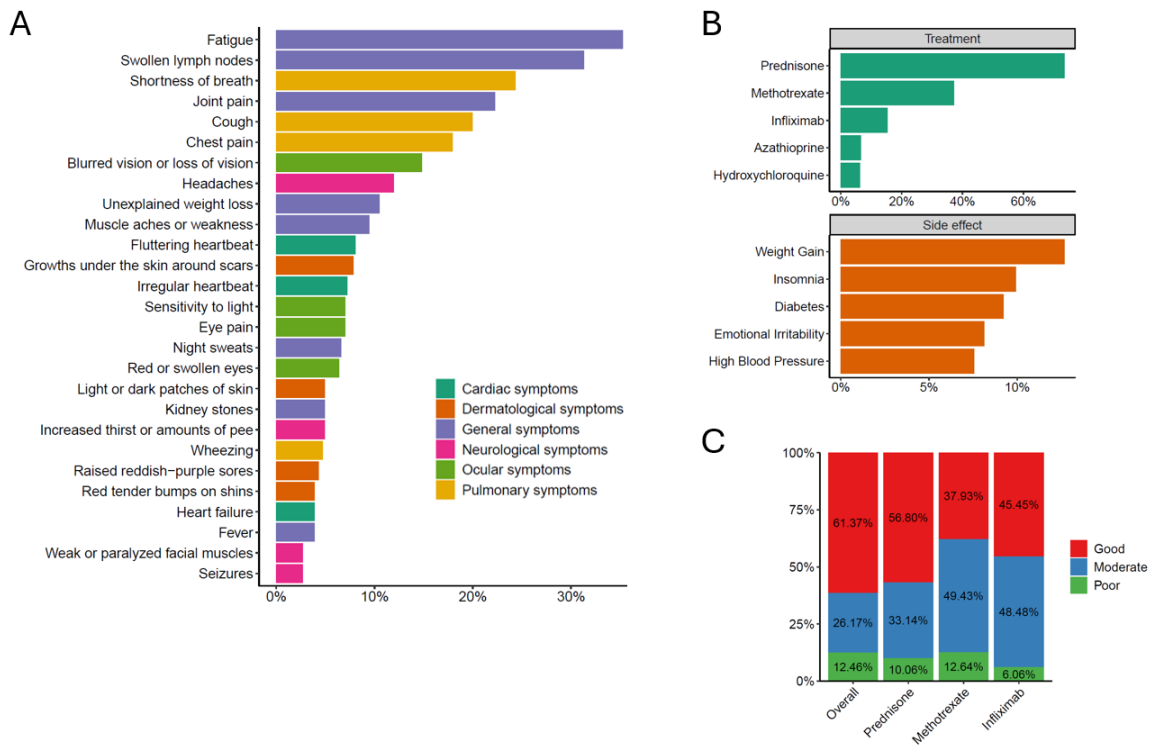 A
Fatigue
Swollen lymph nodes
Shortness of breath
Joint pain
Cough
Chest pain
Blurred vision or loss of vision
Headaches
Unexplained weight loss
Muscle aches or weakness
Fluttering heartbeat
Growths under the skin around scars
Irregular heartbeat
Sensitivity to light
Eye pain
Night sweats
Red or swollen eyes
Light or dark patches of skin
Kidney stones
Increased thirst or amounts of pee
Wheezing
Raised reddish−purple sores
Red tender bumps on shins
Heart failure
Fever
Weak or paralyzed facial muscles
Seizures
0% 10% 20% 30%
Cardiac symptoms
Dermatological symptoms
General symptoms
Neurological symptoms
Ocular symptoms
Pulmonary symptoms
B
Treatment
Prednisone
Methotrexate
Infliximab
Azathioprine
Hydroxychloroquine
0% 20% 40% 60%
Side effect
Weight Gain
Insomnia
Diabetes
Emotional Irritability
High Blood Pressure
0% 5% 10%
C
100%
75%
50%
25%
0%
61.37% 56.80% 37.93% 45.45%
26.17% 33.14% 49.43% 48.48%
12.46% 10.06% 12.64% 6.06%
Overall Prednisone Methotrexate Infliximab
Good
Moderate
Poor